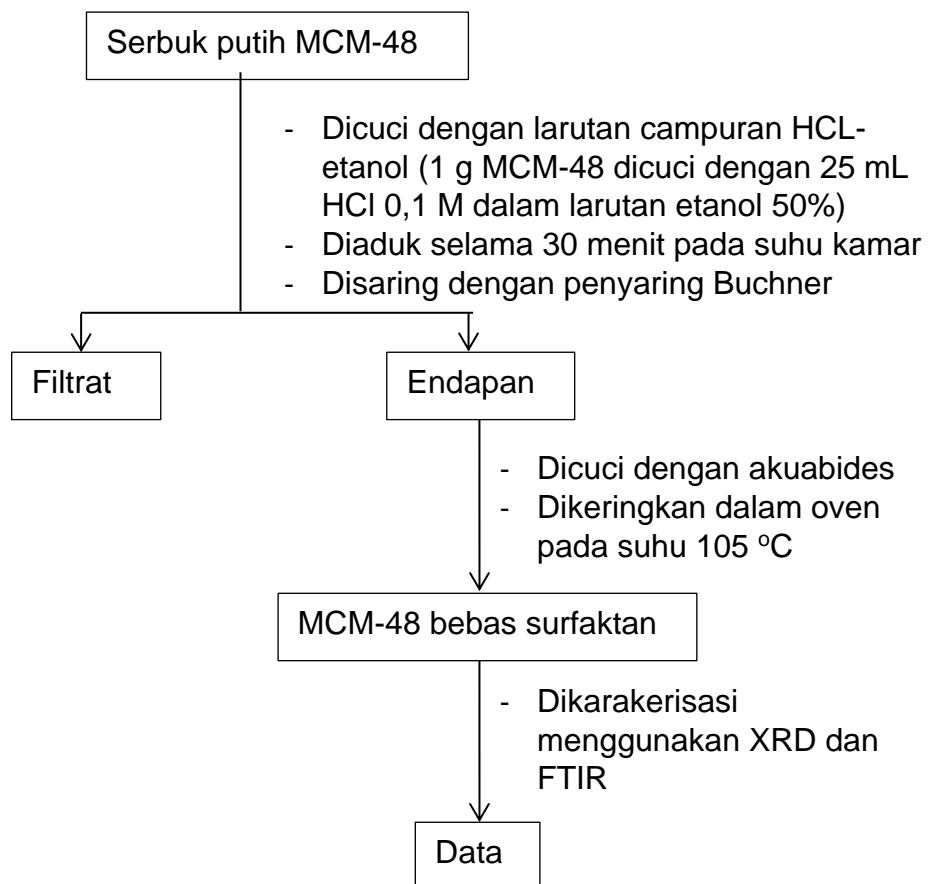 Serbuk putih MCM-48
- Dicuci dengan larutan campuran HCL-
etanol (1 g MCM-48 dicuci dengan 25 mL
HCl 0,1 M dalam larutan etanol 50%)
- Diaduk selama 30 menit pada suhu kamar
- Disaring dengan penyaring Buchner
Filtrat
Endapan
- Dicuci dengan akuabides
- Dikeringkan dalam oven
pada suhu 105 ºC
MCM-48 bebas surfaktan
- Dikarakerisasi
menggunakan XRD dan
FTIR
Data